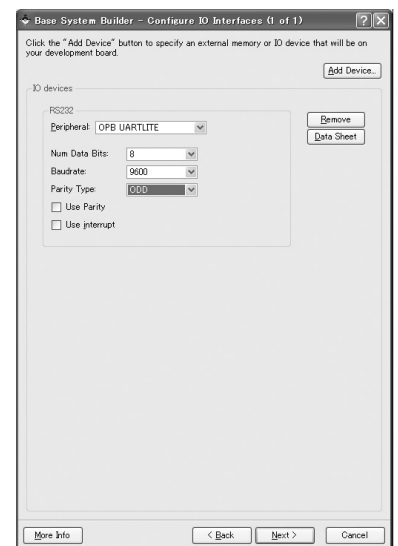 Base System Builder - Configure IO Interfaces (1 of 1)
Click the "Add Device" button to specify an external memory or IO device that will be on
your development board.
Add Device...
IO devices
RS232
Peripheral: OPB UARTLITE
Remove
Data Sheet
Num Data Bits: 8
Baudrate: 9600
Parity Type: ODD
Use Parity
Use interrupt
More Info
< Back
Next >
Cancel